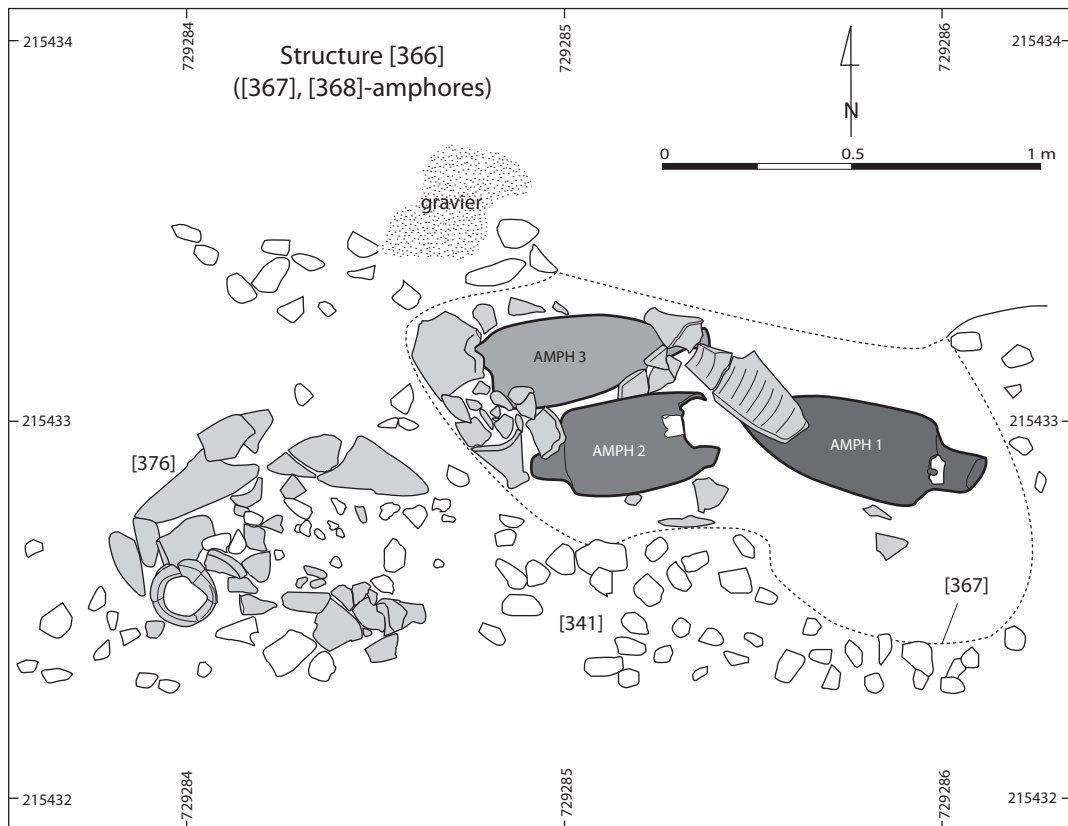 729284
729285
729286
215434
215434
Structure [366]
([367], [368]-amphores)
N
0
0.5
1 m
gravier
AMPH 3
215433
[376]
AMPH 2
AMPH 1
215433
[367]
[341]
729284
729285
729286
215432
215432